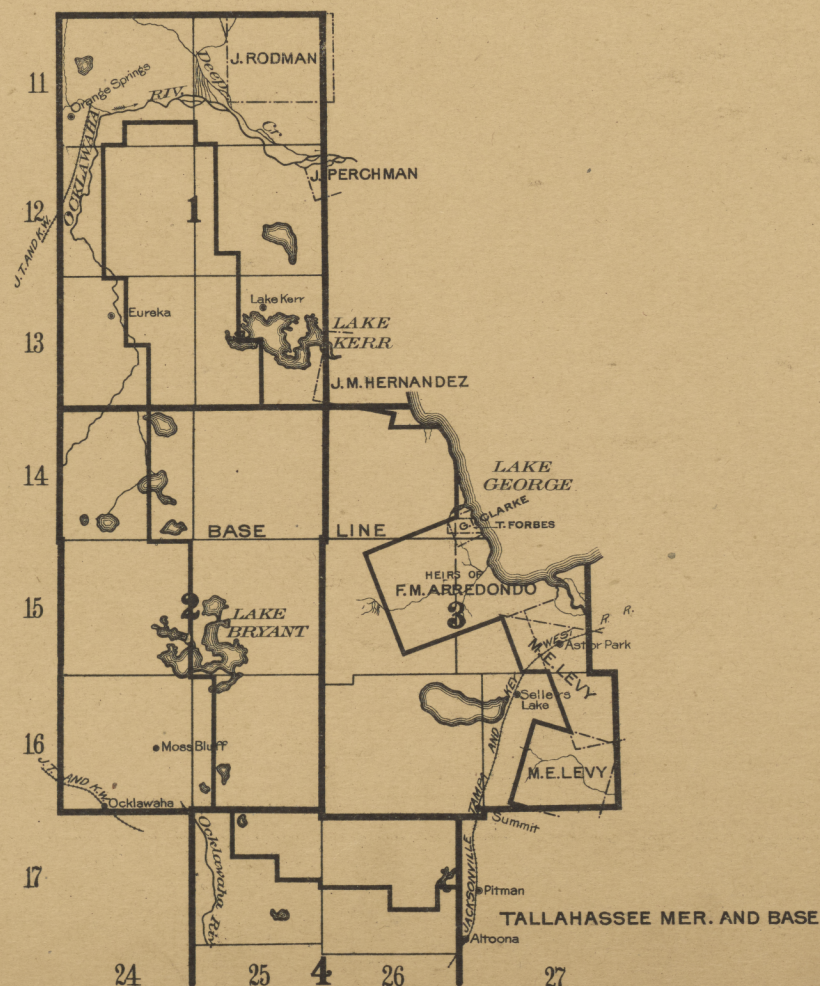 J. RODMAN
Deep
11
Orange Springs
RIV.
Cr.
J. PERCHMAN
OCKLAWAHA
12
1
J.T. AND K.W.
Lake Kerr
Eureka
LAKE
KERR
13
J.M. HERNANDEZ
14
LAKE
GEORGE
G.I. CLARKE
T. FORBES
BASE LINE
HEIRS OF
F.M. ARREDONDO
15
2
3
LAKE
BRYANT
WEST R. R.
Astor Park
M.E. LEVY
KEY
Sellers
Lake
AND
16
Moss Bluff
J.T. AND K.W.
M.E. LEVY
Ocklawaha
TAMPA
Summit
Ocklawaha Riv.
JACKSONVILLE
17
Pitman
TALLAHASSEE MER. AND BASE
Altoona
24 25 4 26 27